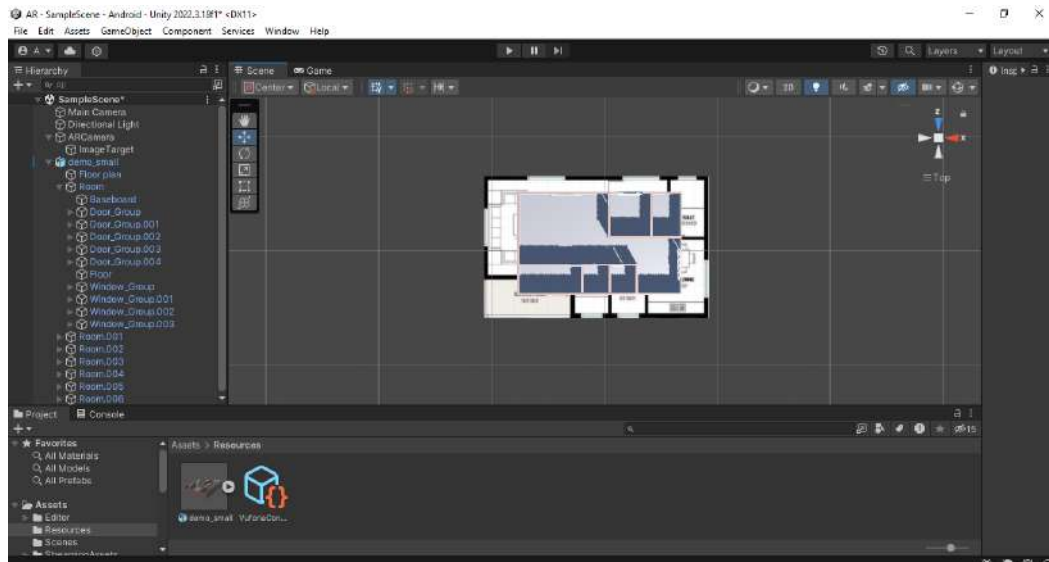 AR - SampleScene - Android - Unity 2022.3.18f1* <DX11>
File Edit Assets GameObject Component Services Window Help
A
Layers Layout
Hierarchy
Scene Game
All
Center Local
2D
SampleScene*
Main Camera
Directional Light
ARCamera
ImageTarget
demo_small
Floor plan
Room
Baseboard
Door_Group
Door_Group.001
Door_Group.002
Door_Group.003
Door_Group.004
Floor
Window_Group
Window_Group.001
Window_Group.002
Window_Group.003
Room.001
Room.002
Room.003
Room.004
Room.005
Room.006
z
x
Top
Project Console
15
Favorites
All Materials
All Models
All Prefabs
Assets
Editor
Resources
Scenes
StreamingAssets
Assets > Resources
demo_small VuforiaCon...